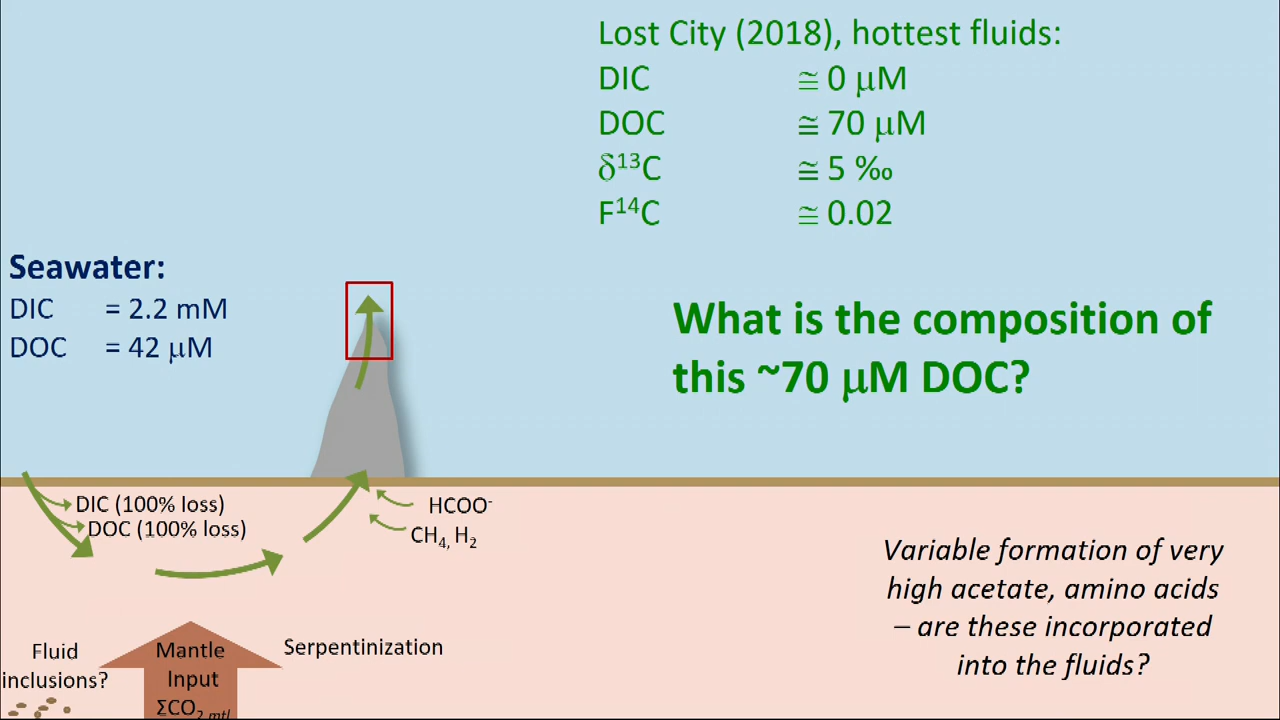 Lost City (2018), hottest fluids:
DIC ≅ 0 μM
DOC ≅ 70 μM
δ¹³C ≅ 5 ‰
F¹⁴C ≅ 0.02
Seawater:
DIC = 2.2 mM
DOC = 42 μM
What is the composition of
this ~70 μM DOC?
DIC (100% loss)
DOC (100% loss)
HCOO⁻
CH₄, H₂
Variable formation of very
high acetate, amino acids
– are these incorporated
into the fluids?
Fluid
inclusions?
Mantle
Input
ΣCO₂ mtl
Serpentinization